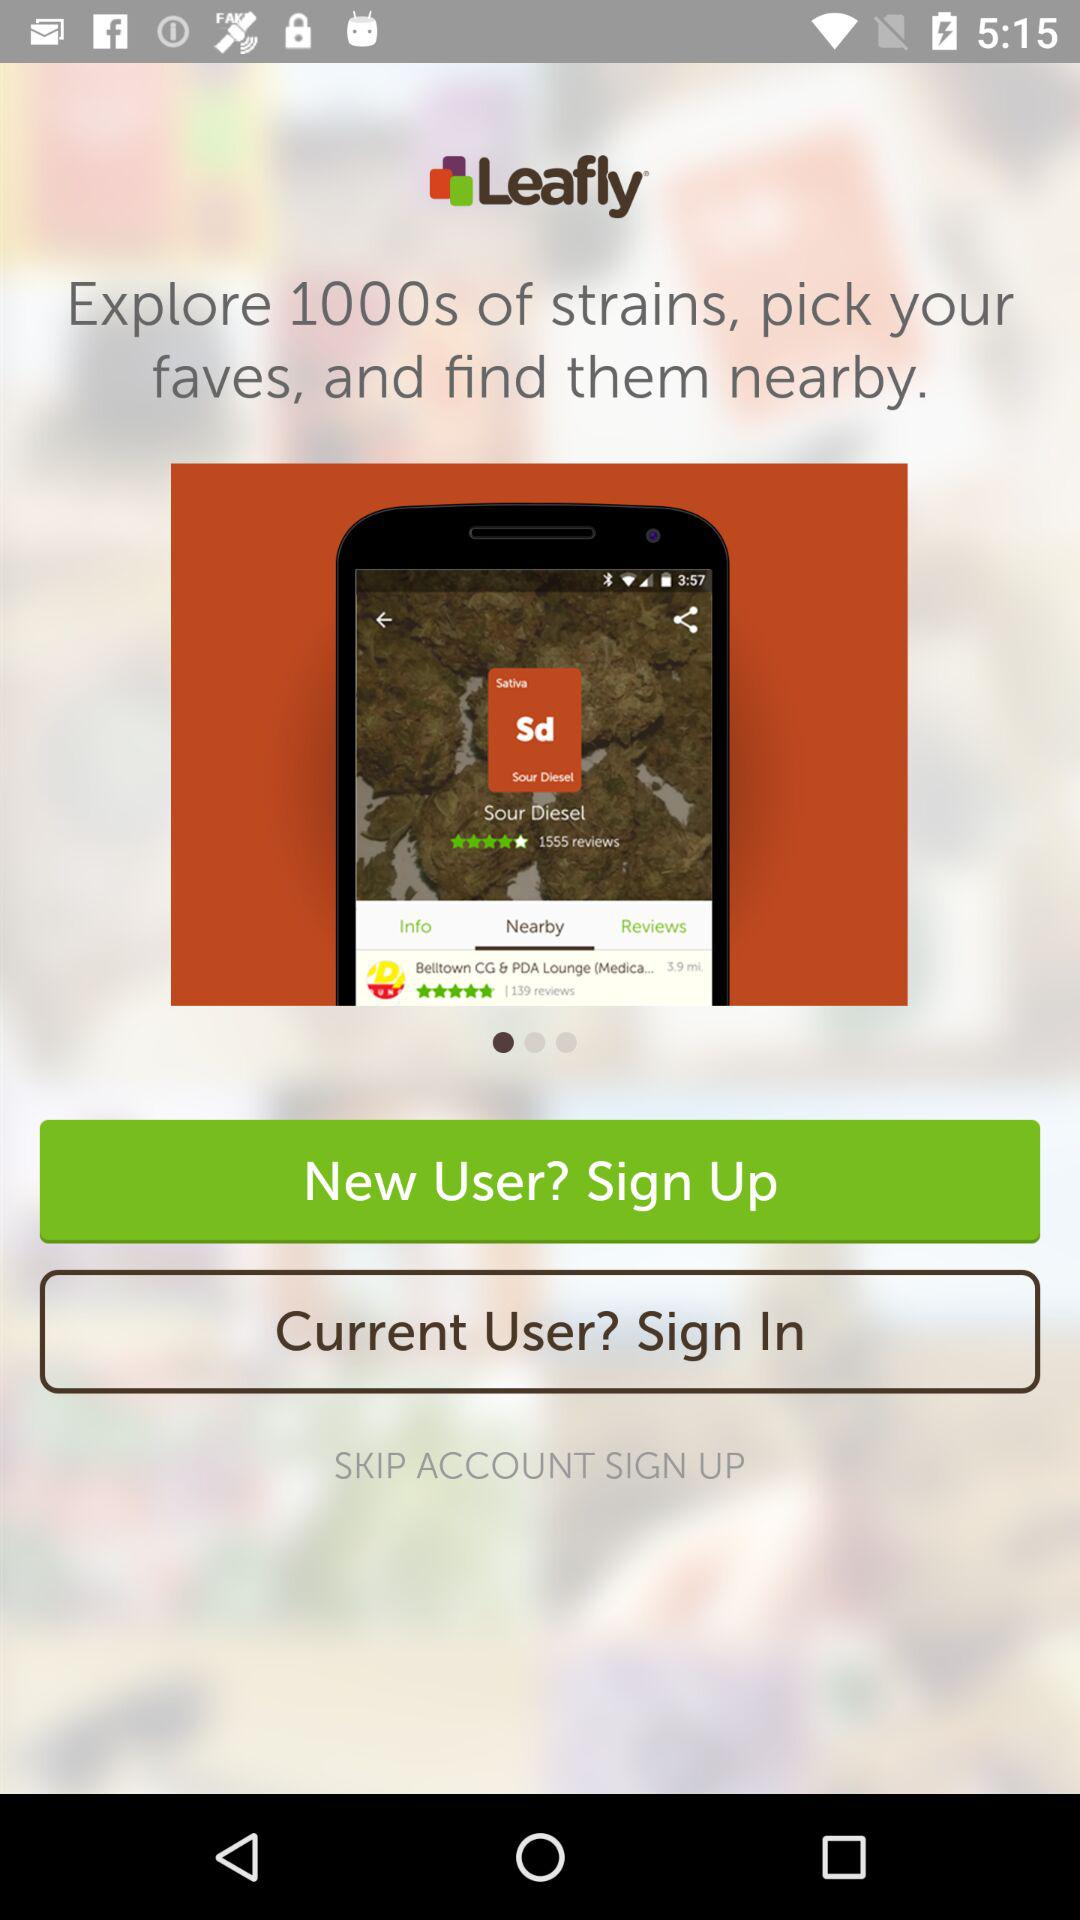 FAKE
5:15
Leafly®
Explore 1000s of strains, pick your
faves, and find them nearby.
3:57
Sativa
Sd
Sour Diesel
Sour Diesel
1555 reviews
Info Nearby Reviews
Belltown CG & PDA Lounge (Medica... 3.9 mi.
| 139 reviews
New User? Sign Up
Current User? Sign In
SKIP ACCOUNT SIGN UP